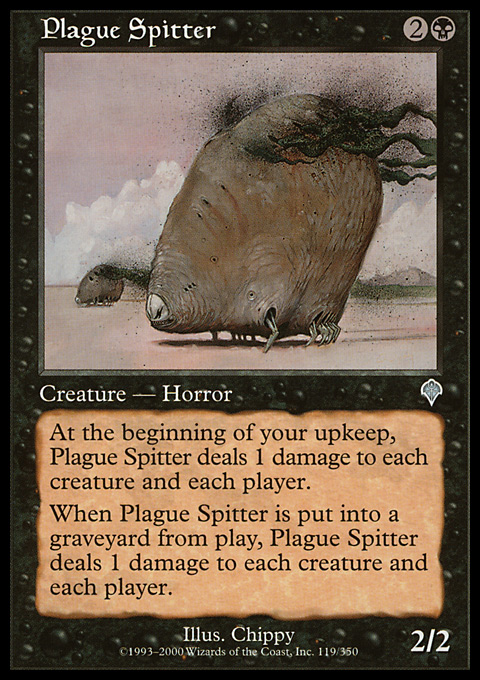 Plague Spitter 2
Creature — Horror
At the beginning of your upkeep,
Plague Spitter deals 1 damage to each
creature and each player.
When Plague Spitter is put into a
graveyard from play, Plague Spitter
deals 1 damage to each creature and
each player.
Illus. Chippy
©1993–2000 Wizards of the Coast, Inc. 119/350
2/2